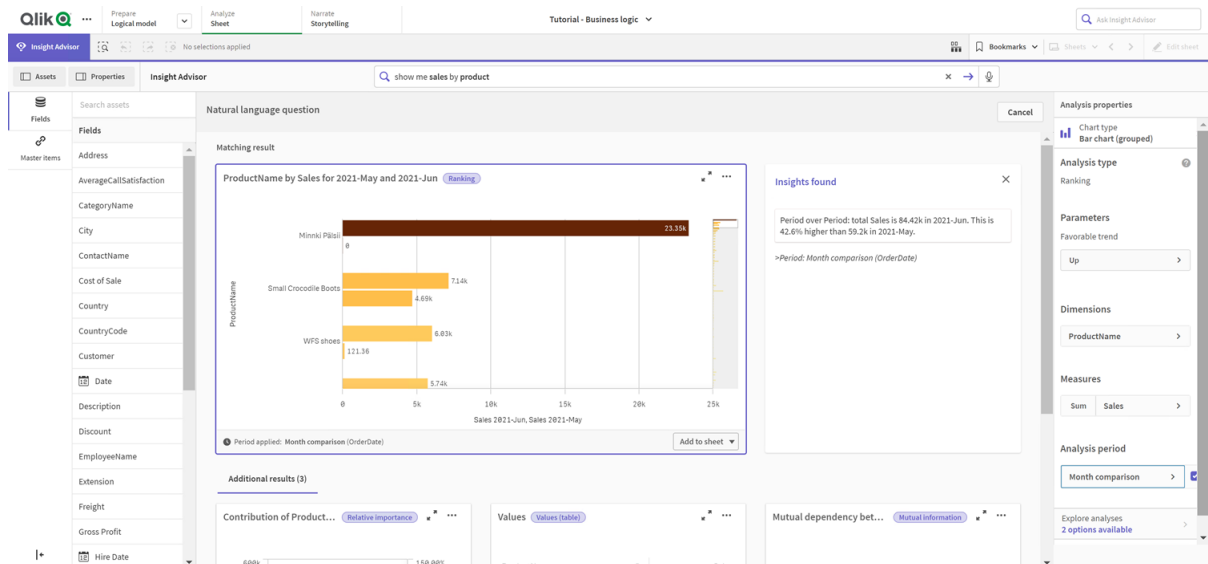 Qlik
Prepare
Logical model
Analyze
Sheet
Narrate
Storytelling
Tutorial - Business logic
Ask Insight Advisor
Insight Advisor
No selections applied
Bookmarks
Sheets
Edit sheet
Assets
Properties
Insight Advisor
show me sales by product
Fields
Master items
Search assets
Fields
Address
AverageCallSatisfaction
CategoryName
City
ContactName
Cost of Sale
Country
CountryCode
Customer
Date
Description
Discount
EmployeeName
Extension
Freight
Gross Profit
Hire Date
Natural language question
Cancel
Matching result
ProductName by Sales for 2021-May and 2021-Jun
Ranking
ProductName
Minnki Pälsii
23.35k
0
Small Crocodile Boots
7.14k
4.69k
WFS shoes
6.03k
121.36
5.74k
0
5k
10k
15k
20k
25k
Sales 2021-Jun, Sales 2021-May
Period applied: Month comparison (OrderDate)
Add to sheet
Insights found
Period over Period: total Sales is 84.42k in 2021-Jun. This is
42.6% higher than 59.2k in 2021-May.
>Period: Month comparison (OrderDate)
Additional results (3)
Contribution of Product...
Relative importance
Values
Values (table)
Mutual dependency bet...
Mutual information
600k
150.00%
Analysis properties
Chart type
Bar chart (grouped)
Analysis type
Ranking
Parameters
Favorable trend
Up
Dimensions
ProductName
Measures
Sum
Sales
Analysis period
Month comparison
Explore analyses
2 options available